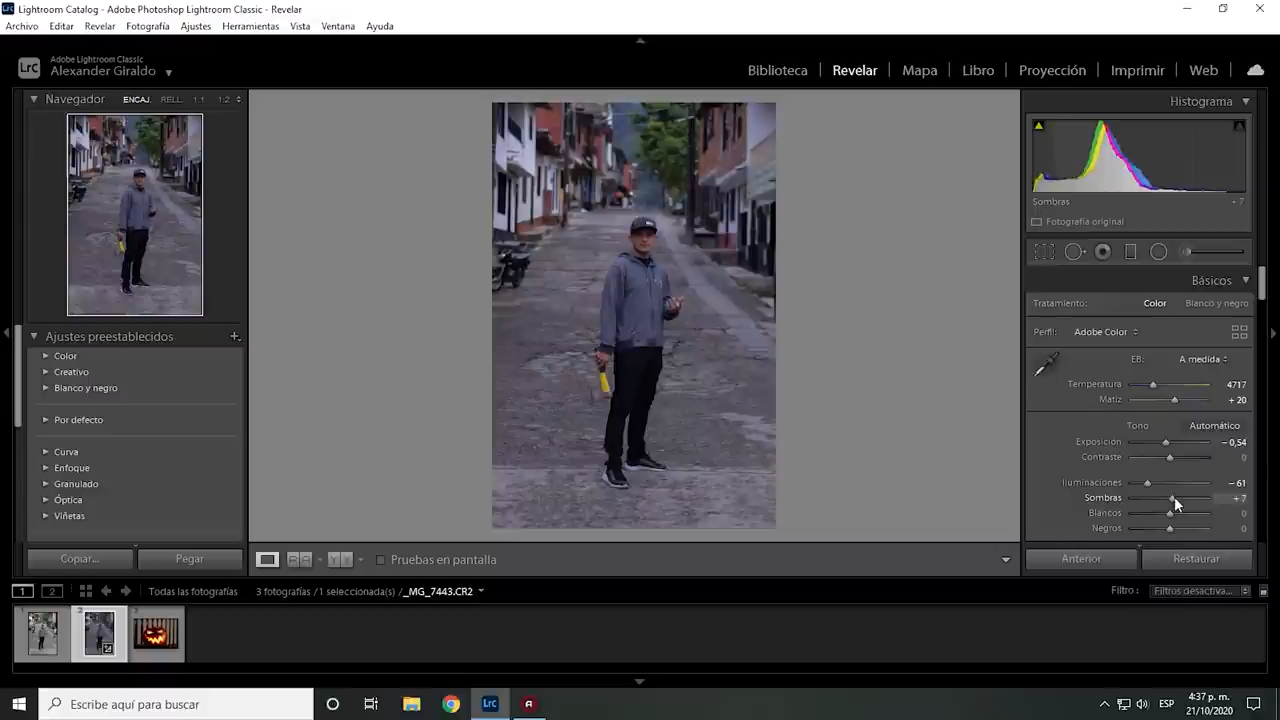 Lightroom Catalog - Adobe Photoshop Lightroom Classic - Revelar
Archivo Editar Revelar Fotografía Ajustes Herramientas Vista Ventana Ayuda
LrC Adobe Lightroom Classic
Alexander Giraldo
Biblioteca Revelar Mapa Libro Proyección Imprimir Web
Navegador ENCAJ. RELL. 1:1 1:2
Ajustes preestablecidos
Color
Creativo
Blanco y negro
Por defecto
Curva
Enfoque
Granulado
Óptica
Viñetas
Copiar... Pegar
Pruebas en pantalla
Histograma
Sombras + 7
Fotografía original
Básicos
Tratamiento: Color Blanco y negro
Perfil: Adobe Color
EB: A medida
Temperatura 4717
Matiz + 20
Tono Automático
Exposición – 0,54
Contraste 0
Iluminaciones – 61
Sombras + 7
Blancos 0
Negros 0
Anterior Restaurar
1 2 Todas las fotografías 3 fotografías /1 seleccionada(s) /_MG_7443.CR2 Filtro : Filtros desactiva...
Escribe aquí para buscar
LrC
ESP
4:37 p. m.
21/10/2020